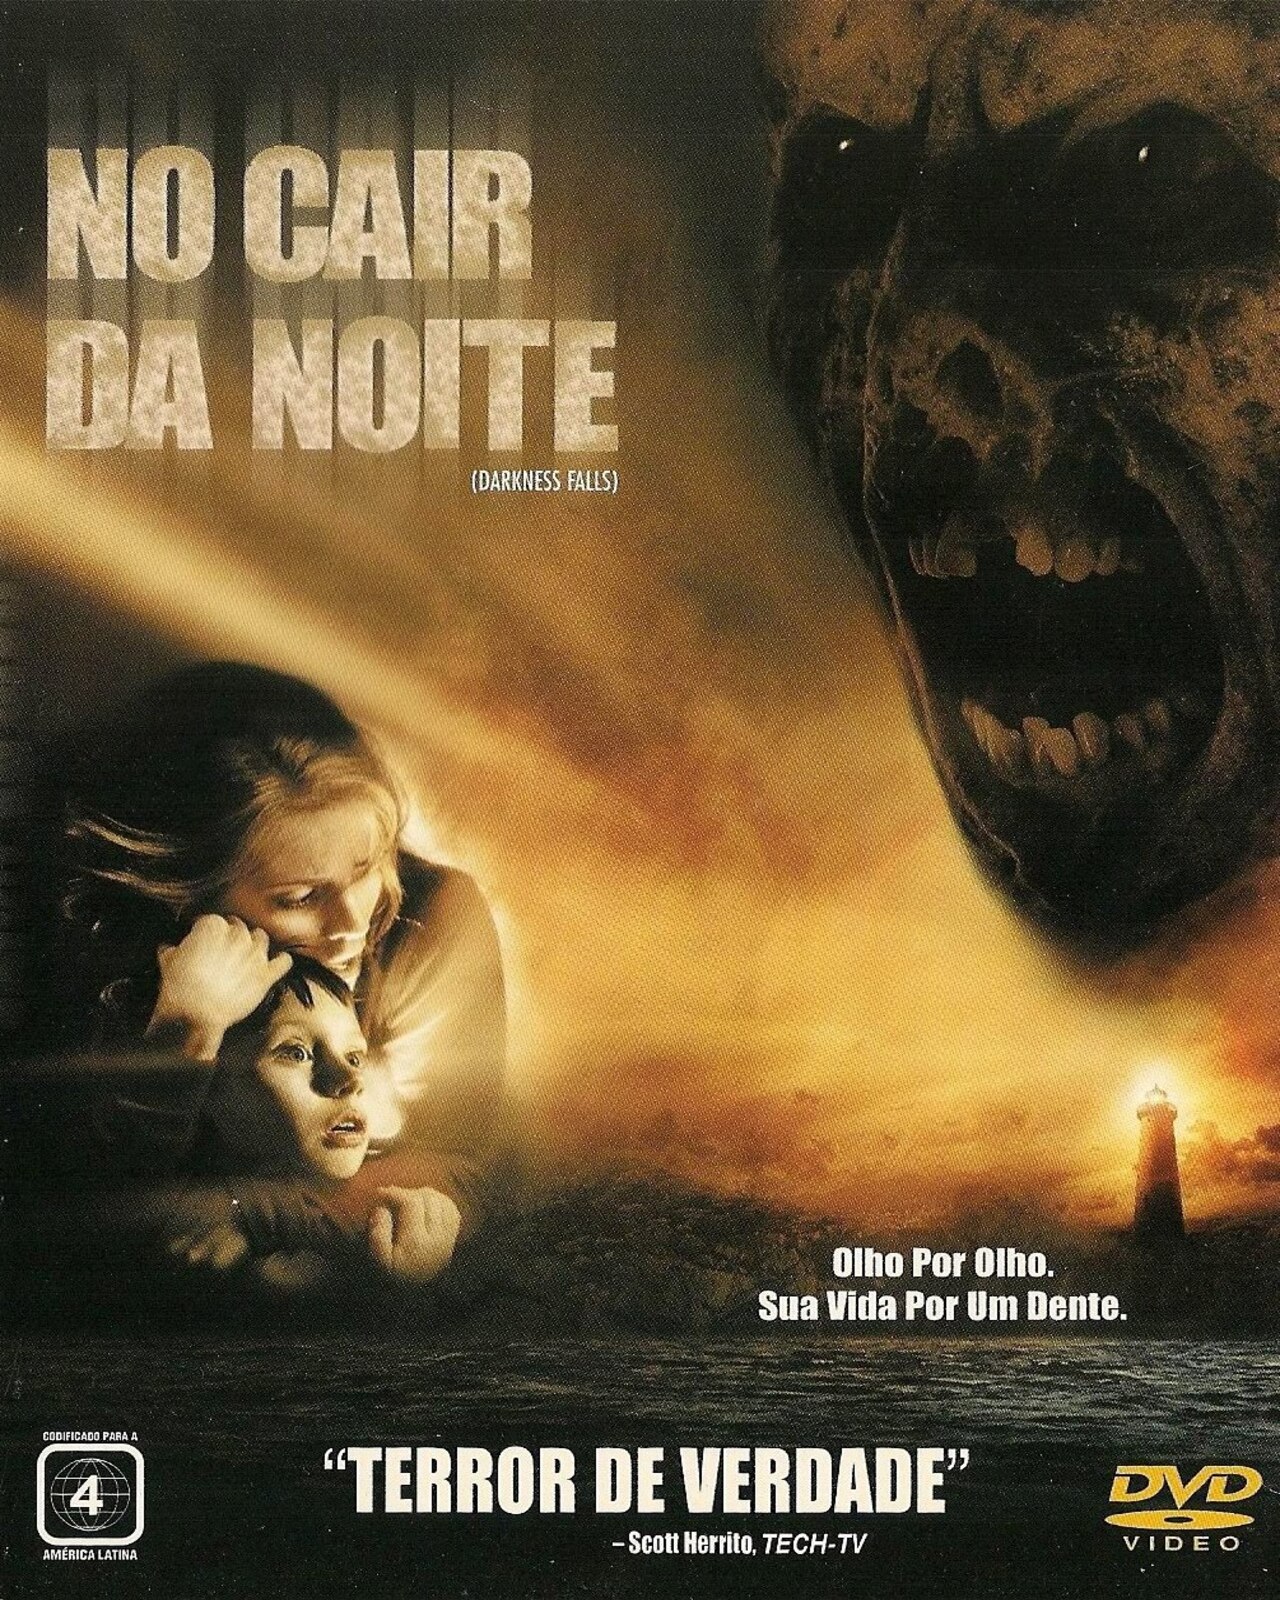 NO CAIR
DA NOITE
(DARKNESS FALLS)
Olho Por Olho.
Sua Vida Por Um Dente.
CODIFICADO PARA A
4
AMÉRICA LATINA
“TERROR DE VERDADE”
–Scott Herrito, TECH-TV
DVD
VIDEO